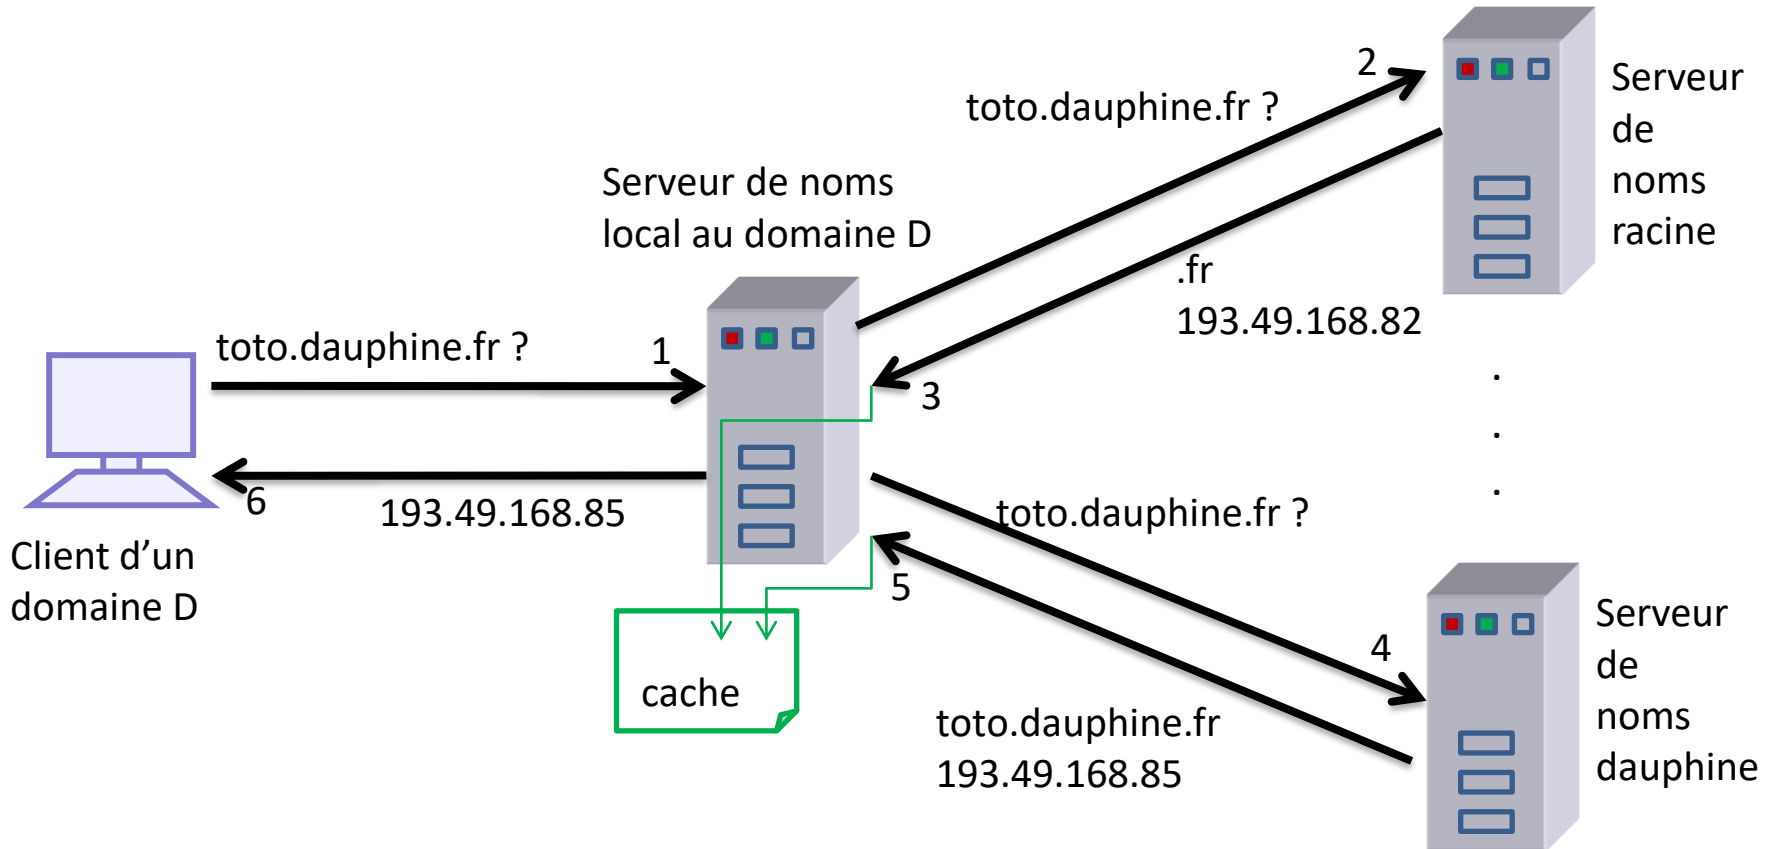 2
toto.dauphine.fr ?
Serveur
de
noms
racine
Serveur de noms
local au domaine D
.fr
193.49.168.82
toto.dauphine.fr ?
1
3
.
.
.
6
193.49.168.85
toto.dauphine.fr ?
Client d’un
domaine D
5
cache
4
toto.dauphine.fr
193.49.168.85
Serveur
de
noms
dauphine